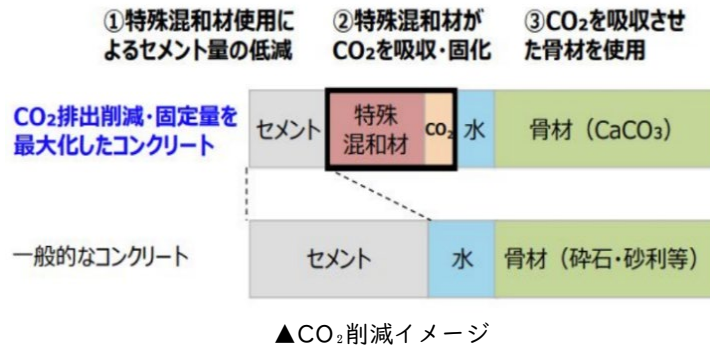 ①特殊混和材使用に
よるセメント量の低減
②特殊混和材が
CO₂を吸収・固化
③CO₂を吸収させ
た骨材を使用
CO₂排出削減・固定量を
最大化したコンクリート
セメント
特殊
混和材
CO₂
水
骨材（CaCO₃）
一般的なコンクリート
セメント
水
骨材（砕石・砂利等）
▲CO₂削減イメージ